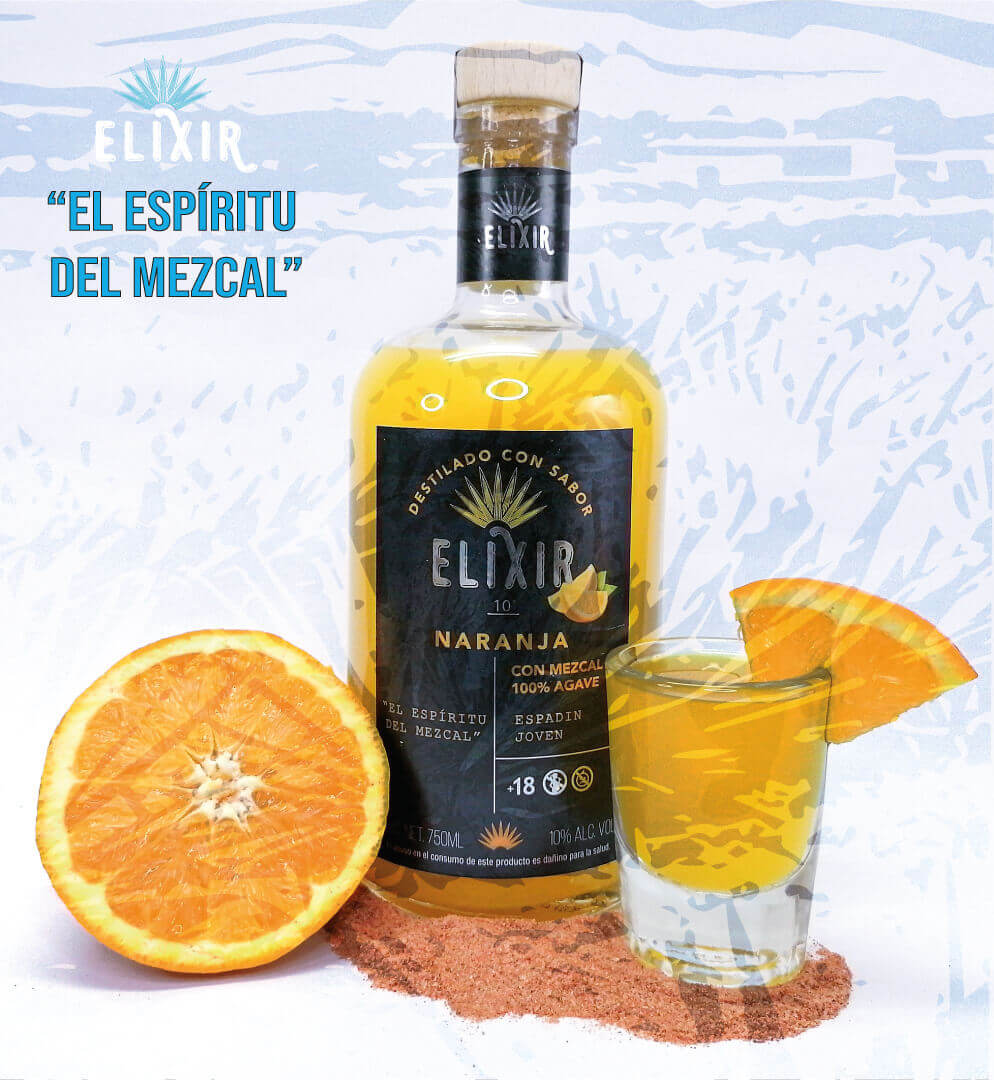 ELIXIR
“EL ESPÍRITU
DEL MEZCAL”
ELIXIR
DESTILADO CON SABOR
ELIXIR
10°
NARANJA
CON MEZCAL
100% AGAVE
"EL ESPÍRITU
DEL MEZCAL"
ESPADIN
JOVEN
+18
750ML
10% ALC. VOL
en el consumo de este producto es dañino para la salud.